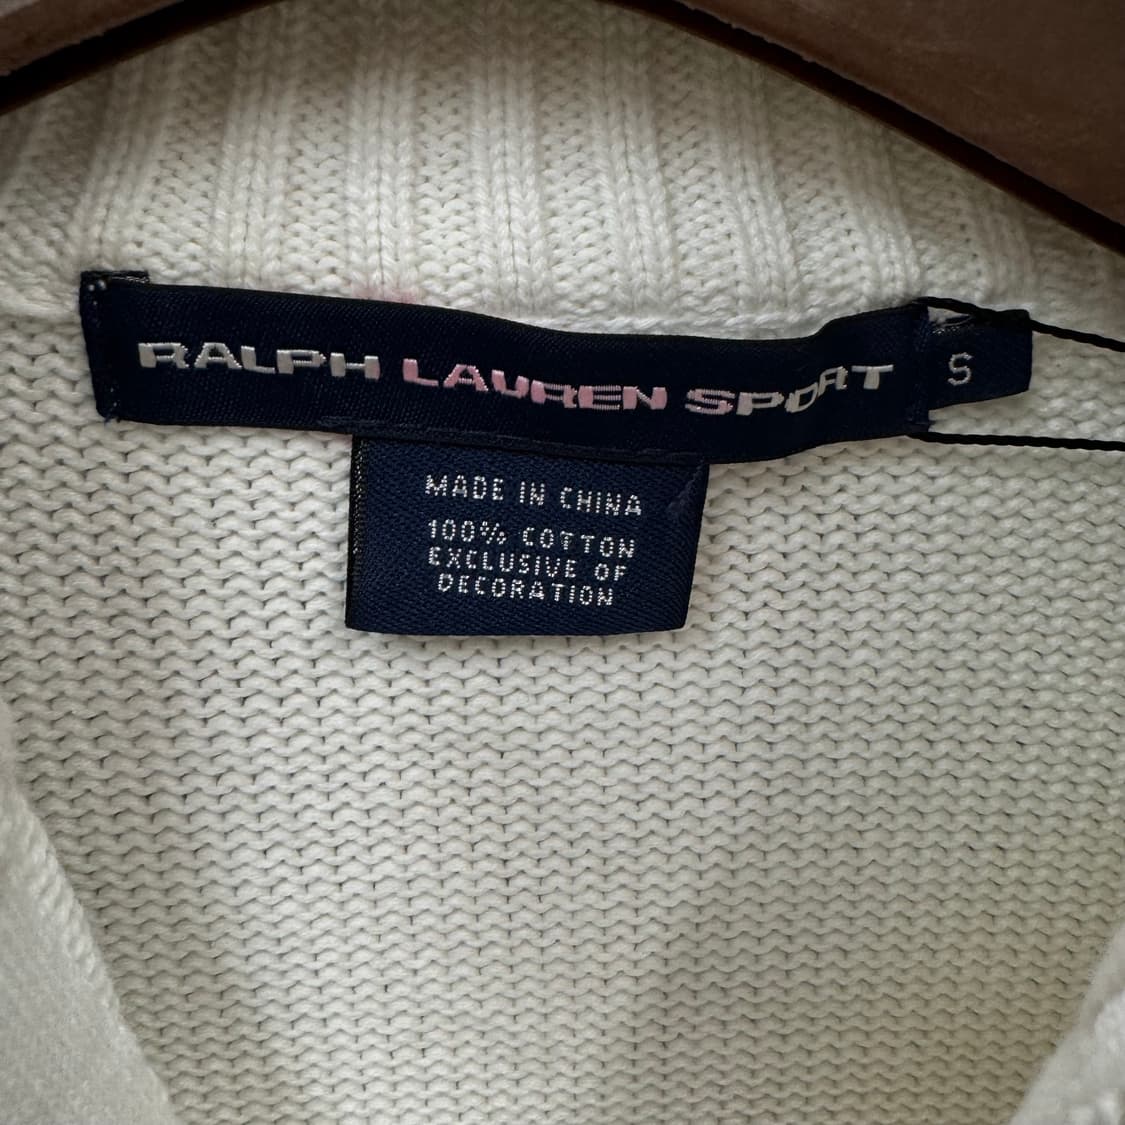 RALPH LAUREN SPORT
S
MADE IN CHINA
100% COTTON
EXCLUSIVE OF
DECORATION